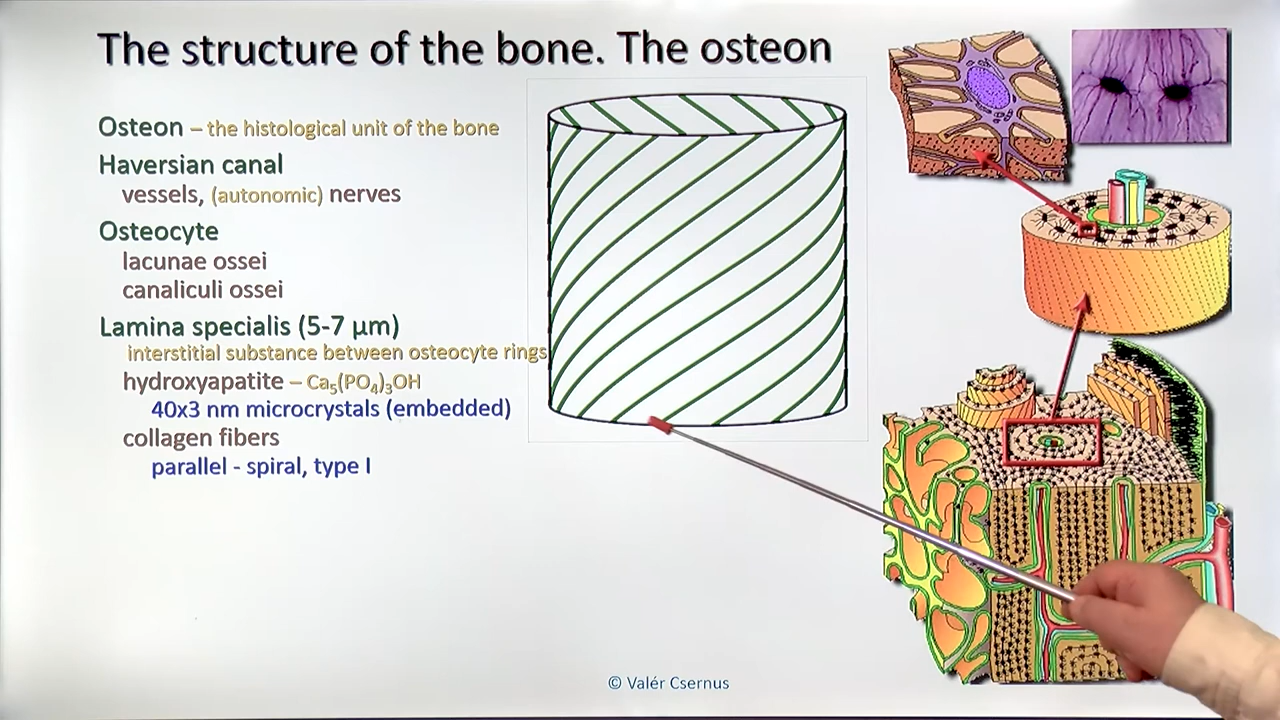 The structure of the bone. The osteon
Osteon – the histological unit of the bone
Haversian canal
vessels, (autonomic) nerves
Osteocyte
lacunae ossei
canaliculi ossei
Lamina specialis (5-7 µm)
interstitial substance between osteocyte rings
hydroxyapatite – Ca₅(PO₄)₃OH
40x3 nm microcrystals (embedded)
collagen fibers
parallel - spiral, type I
© Valér Csernus